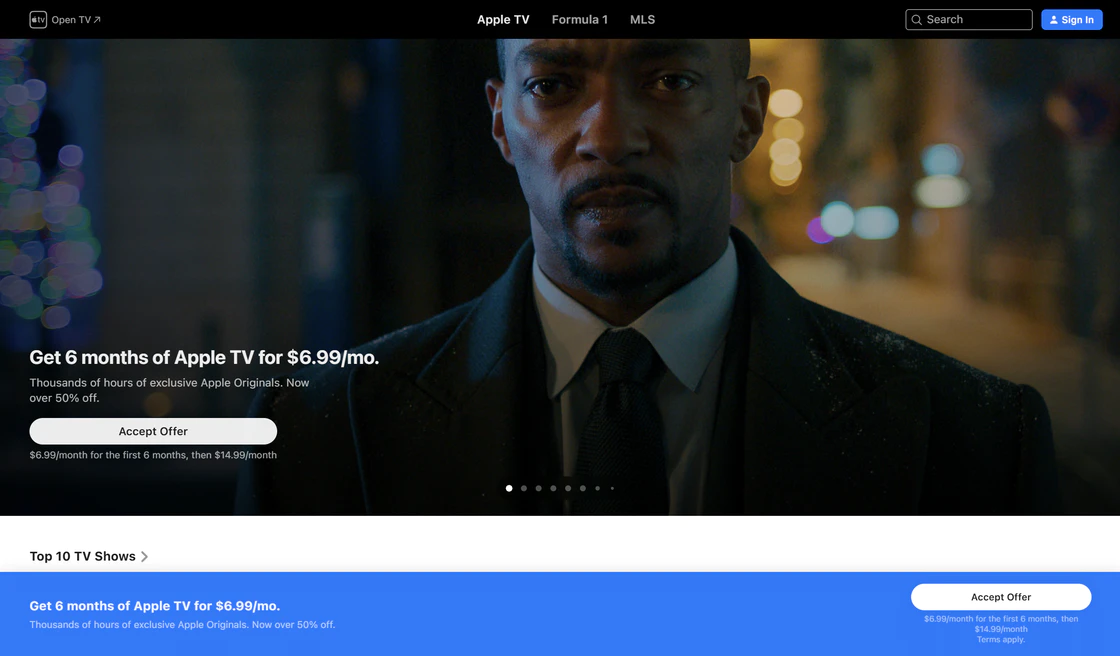 tv Open TV ↗
Apple TV
Formula 1
MLS
Search
Sign In
Get 6 months of Apple TV for $6.99/mo.
Thousands of hours of exclusive Apple Originals. Now
over 50% off.
Accept Offer
$6.99/month for the first 6 months, then $14.99/month
Top 10 TV Shows
Get 6 months of Apple TV for $6.99/mo.
Thousands of hours of exclusive Apple Originals. Now over 50% off.
Accept Offer
$6.99/month for the first 6 months, then
$14.99/month
Terms apply.